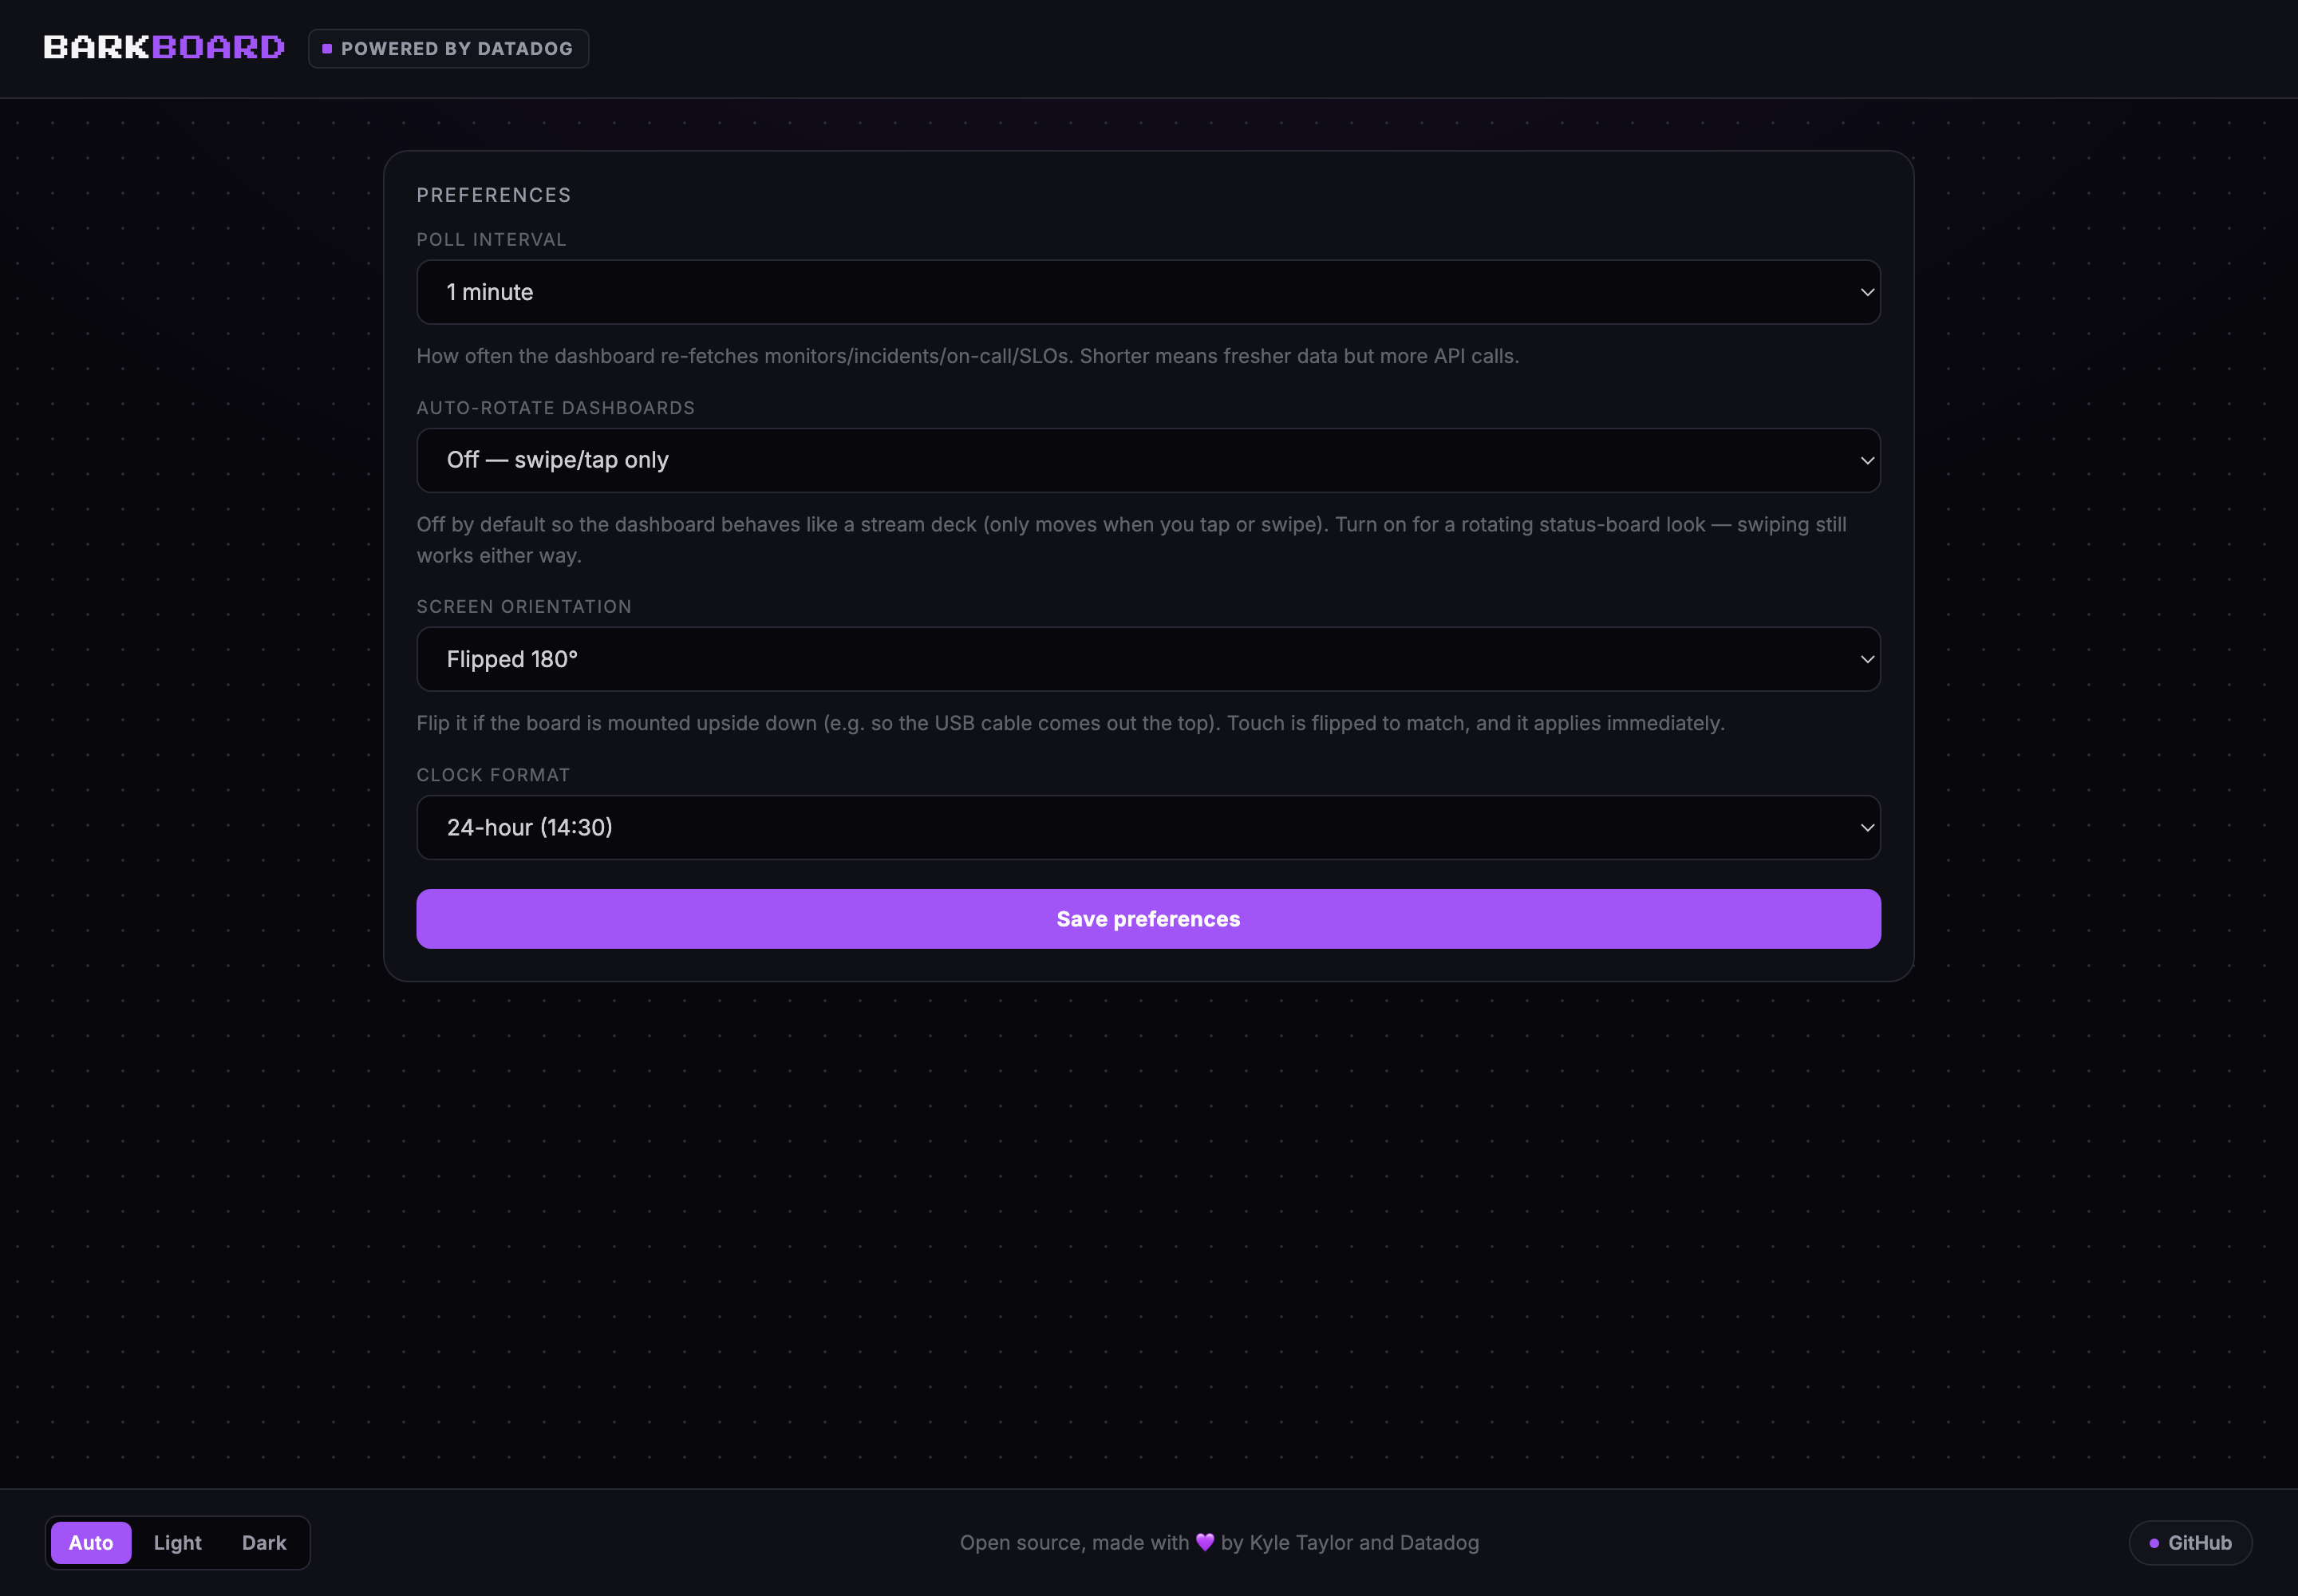 BARKBOARD
POWERED BY DATADOG
PREFERENCES
POLL INTERVAL
1 minute
How often the dashboard re-fetches monitors/incidents/on-call/SLOs. Shorter means fresher data but more API calls.
AUTO-ROTATE DASHBOARDS
Off — swipe/tap only
Off by default so the dashboard behaves like a stream deck (only moves when you tap or swipe). Turn on for a rotating status-board look — swiping still
works either way.
SCREEN ORIENTATION
Flipped 180°
Flip it if the board is mounted upside down (e.g. so the USB cable comes out the top). Touch is flipped to match, and it applies immediately.
CLOCK FORMAT
24-hour (14:30)
Save preferences
Auto Light Dark
Open source, made with 💜 by Kyle Taylor and Datadog
GitHub